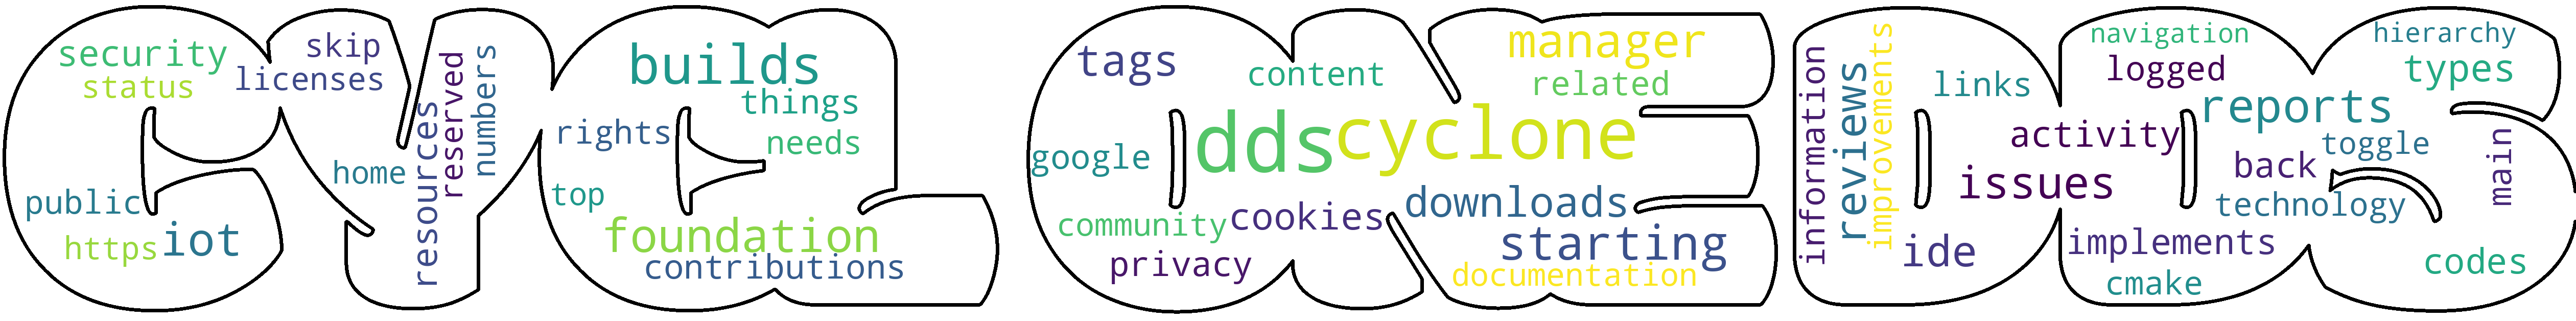 security
status
skip
licenses
public
https
iot
home
resources
reserved
numbers
builds
things
needs
rights
top
foundation
contributions
tags
content
manager
related
google
dds
cyclone
community
cookies
downloads
privacy
starting
documentation
information
reviews
improvements
links
activity
issues
ide
navigation
logged
reports
hierarchy
types
toggle
back
technology
main
implements
cmake
codes